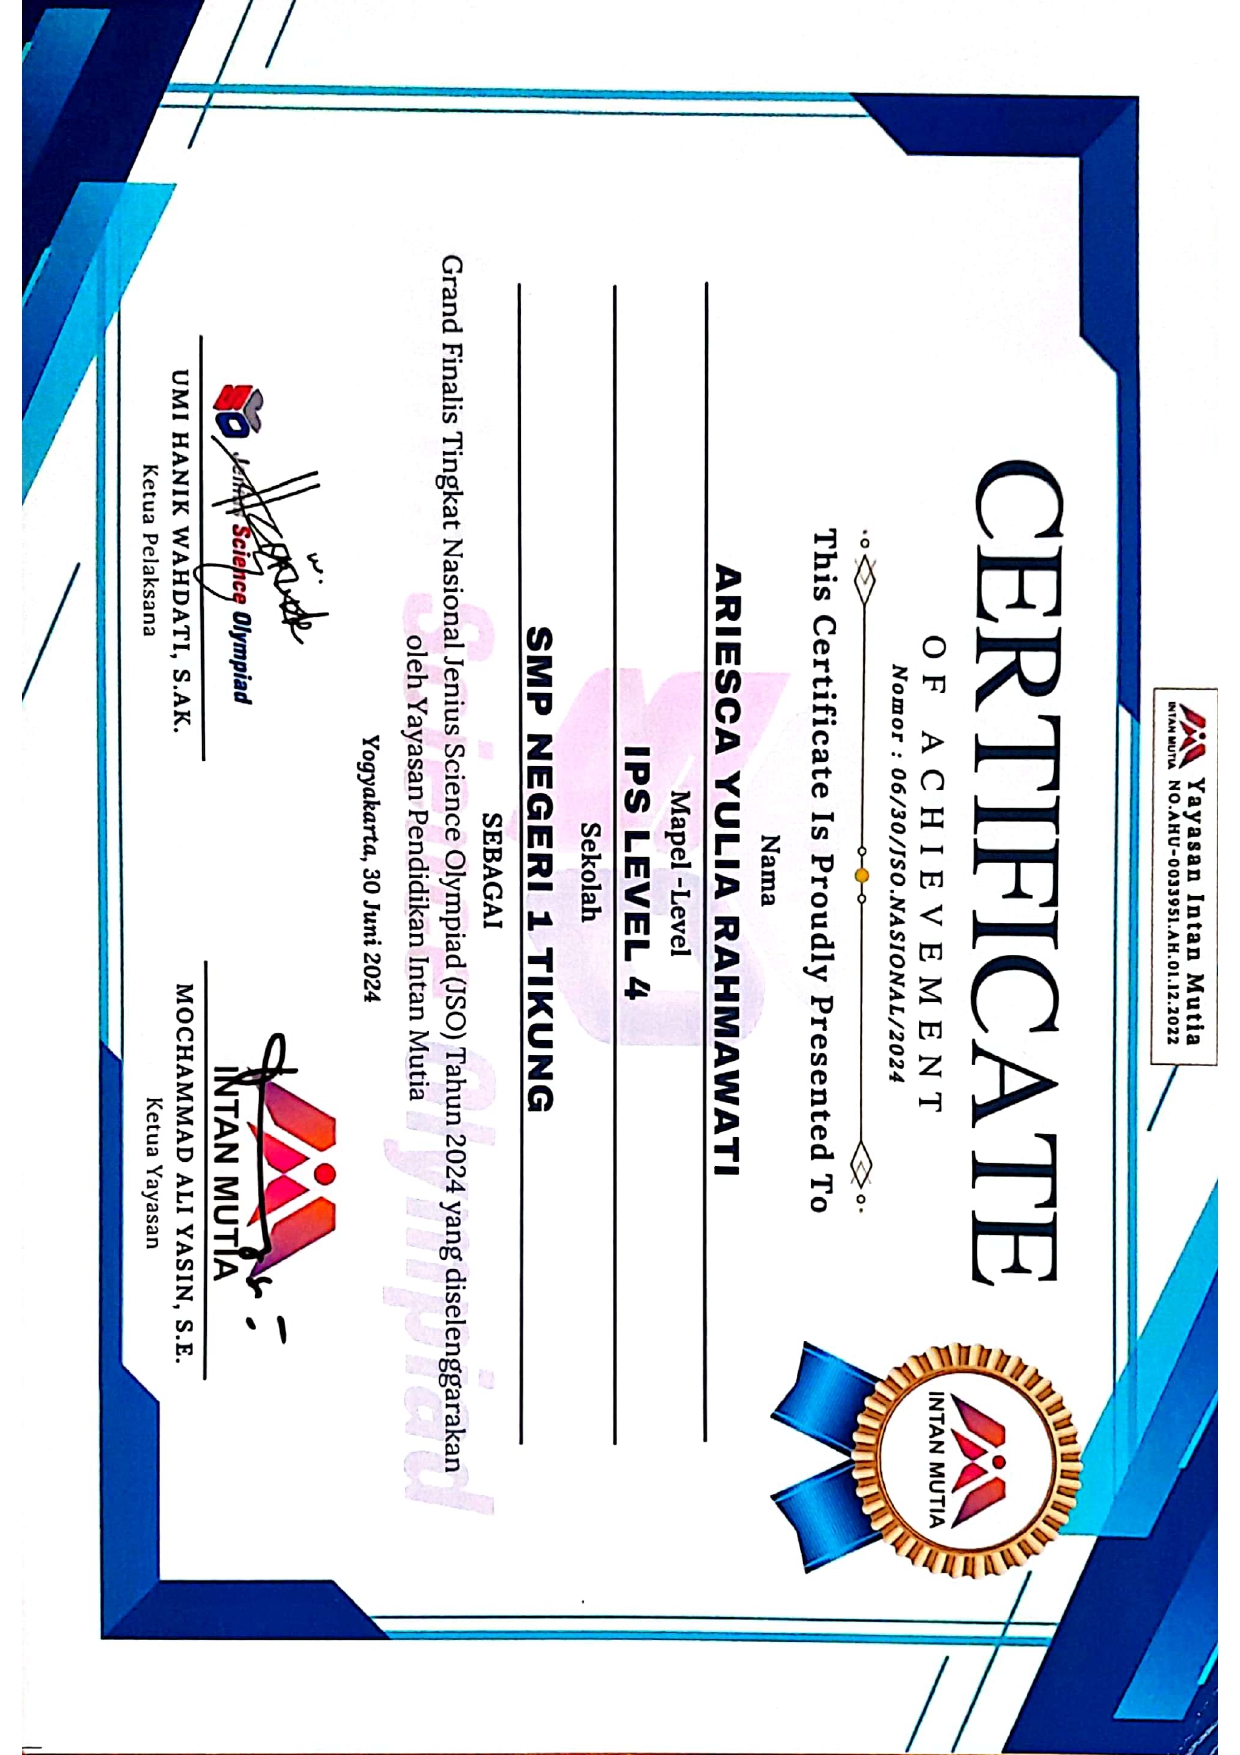 Yayasan Intan Mutia
INTAN MUTIA NO.AHU-0033951.AH.01.12.2022
CERTIFICATE
OF ACHIEVEMENT
INTAN MUTIA
Nomor : 06/30/JSO.NASIONAL/2024
This Certificate Is Proudly Presented To
Nama
ARIESCA YULIA RAHMAWATI
Mapel -Level
IPS LEVEL 4
Sekolah
SMP NEGERI 1 TIKUNG
SEBAGAI
Science Olympiad
Grand Finalis Tingkat Nasional Jenius Science Olympiad (JSO) Tahun 2024 yang diselenggarakan
oleh Yayasan Pendidikan Intan Mutia
Yogyakarta, 30 Juni 2024
Jenius Science Olympiad
INTAN MUTIA
UMI HANIK WAHDATI, S.AK.
Ketua Pelaksana
MOCHAMMAD ALI YASIN, S.E.
Ketua Yayasan